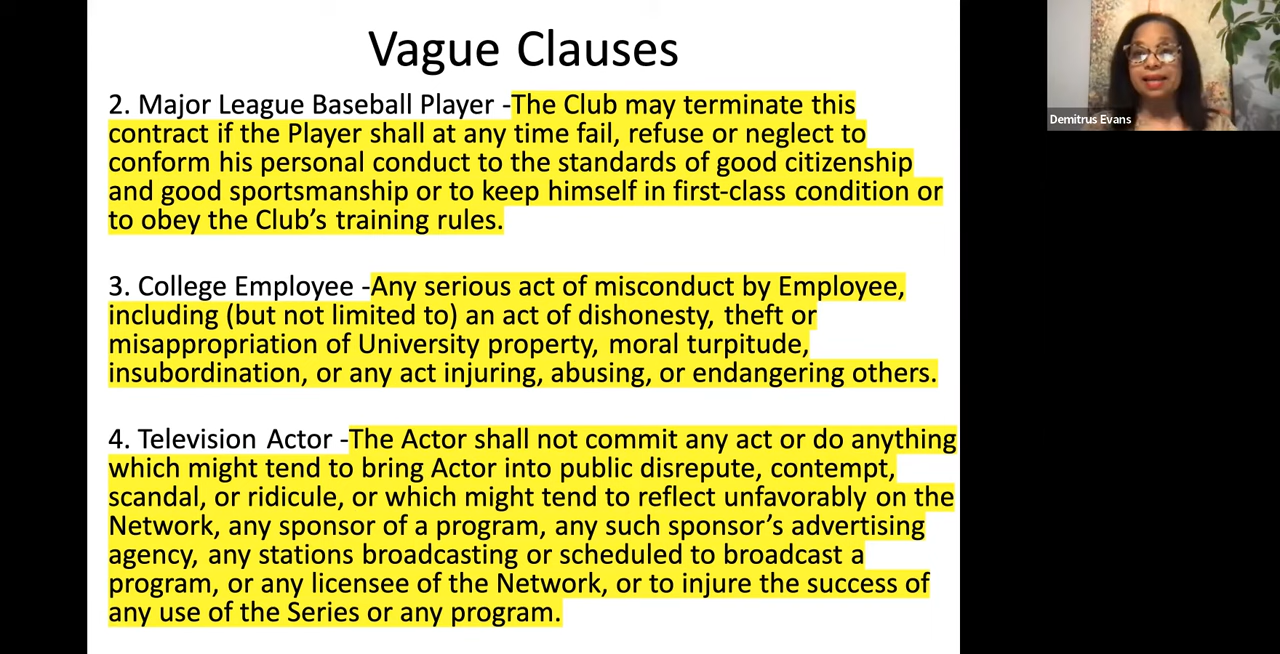 Vague Clauses
2. Major League Baseball Player -The Club may terminate this
contract if the Player shall at any time fail, refuse or neglect to
conform his personal conduct to the standards of good citizenship
and good sportsmanship or to keep himself in first-class condition or
to obey the Club’s training rules.
3. College Employee -Any serious act of misconduct by Employee,
including (but not limited to) an act of dishonesty, theft or
misappropriation of University property, moral turpitude,
insubordination, or any act injuring, abusing, or endangering others.
4. Television Actor -The Actor shall not commit any act or do anything
which might tend to bring Actor into public disrepute, contempt,
scandal, or ridicule, or which might tend to reflect unfavorably on the
Network, any sponsor of a program, any such sponsor’s advertising
agency, any stations broadcasting or scheduled to broadcast a
program, or any licensee of the Network, or to injure the success of
any use of the Series or any program.
Demitrus Evans